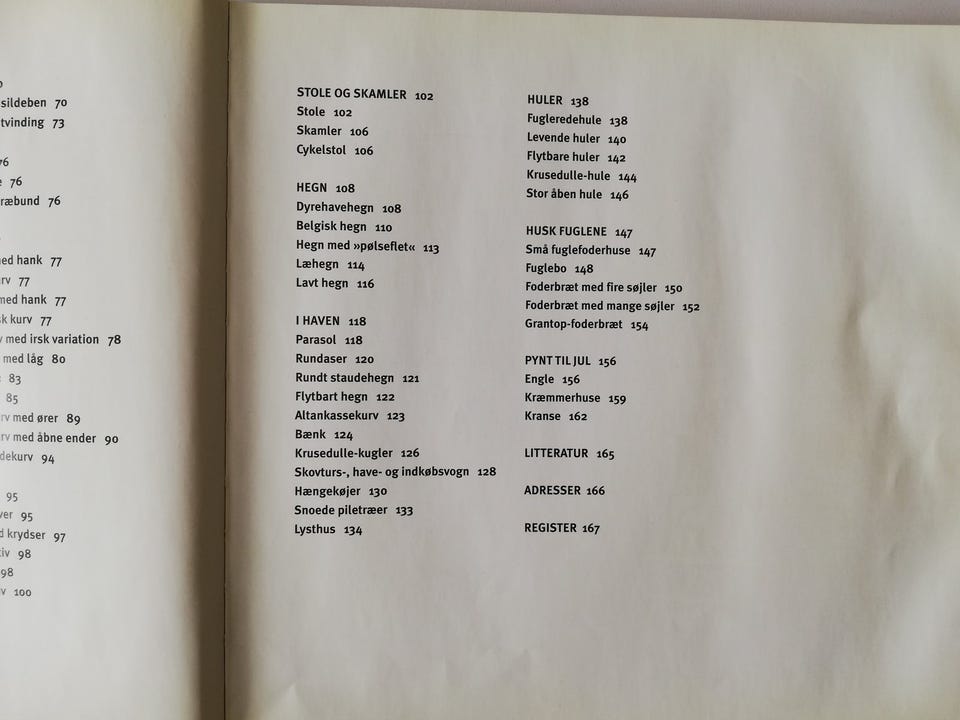 sildeben 70
tvinding 73
76
76
ræbund 76
med hank 77
rv 77
med hank 77
sk kurv 77
med irsk variation 78
med låg 80
83
85
rv med ører 89
rv med åbne ender 90
dekurv 94
95
ver 95
d krydser 97
tiv 98
98
v 100
STOLE OG SKAMLER 102
Stole 102
Skamler 106
Cykelstol 106
HEGN 108
Dyrehavehegn 108
Belgisk hegn 110
Hegn med »pølseflet« 113
Læhegn 114
Lavt hegn 116
I HAVEN 118
Parasol 118
Rundaser 120
Rundt staudehegn 121
Flytbart hegn 122
Altankassekurv 123
Bænk 124
Krusedulle-kugler 126
Skovturs-, have- og indkøbsvogn 128
Hængekøjer 130
Snoede piletræer 133
Lysthus 134
HULER 138
Fugleredehule 138
Levende huler 140
Flytbare huler 142
Krusedulle-hule 144
Stor åben hule 146
HUSK FUGLENE 147
Små fuglefoderhuse 147
Fuglebo 148
Foderbræt med fire søjler 150
Foderbræt med mange søjler 152
Grantop-foderbræt 154
PYNT TIL JUL 156
Engle 156
Kræmmerhuse 159
Kranse 162
LITTERATUR 165
ADRESSER 166
REGISTER 167